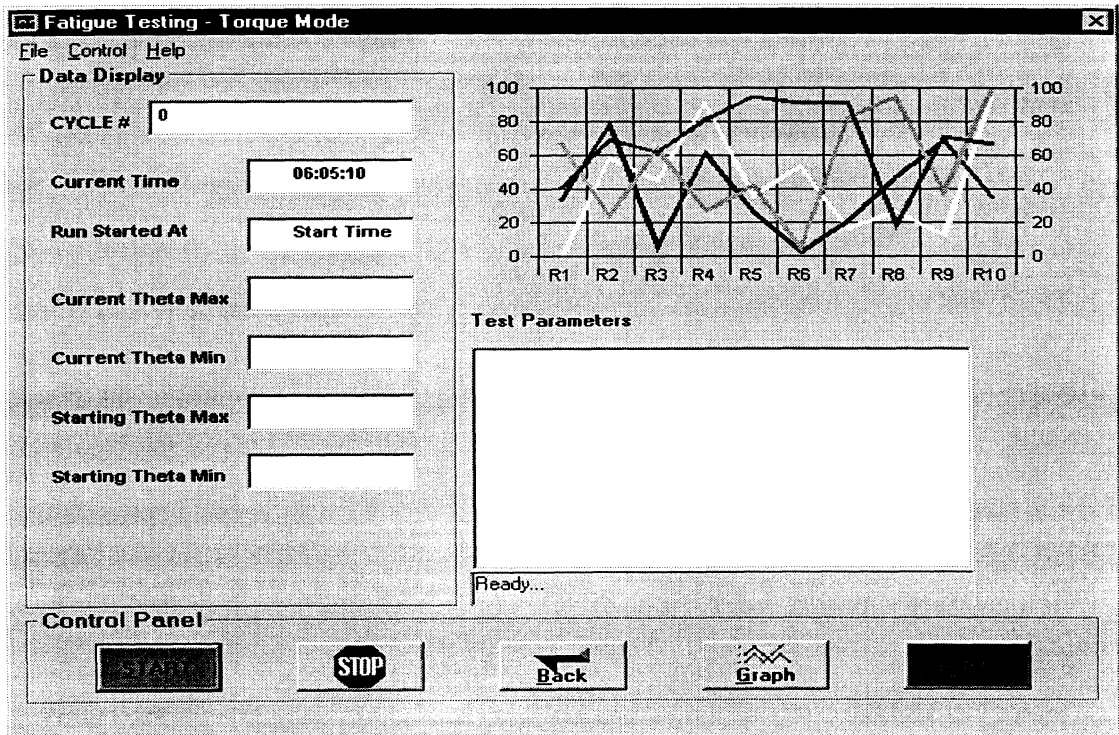 Fatigue Testing - Torque Mode
File Control Help
Data Display
CYCLE # 0
Current Time 06:05:10
Run Started At Start Time
Current Theta Max
Current Theta Min
Starting Theta Max
Starting Theta Min
100 100
80 80
60 60
40 40
20 20
0 0
R1 R2 R3 R4 R5 R6 R7 R8 R9 R10
Test Parameters
Ready...
Control Panel
START STOP Back Graph